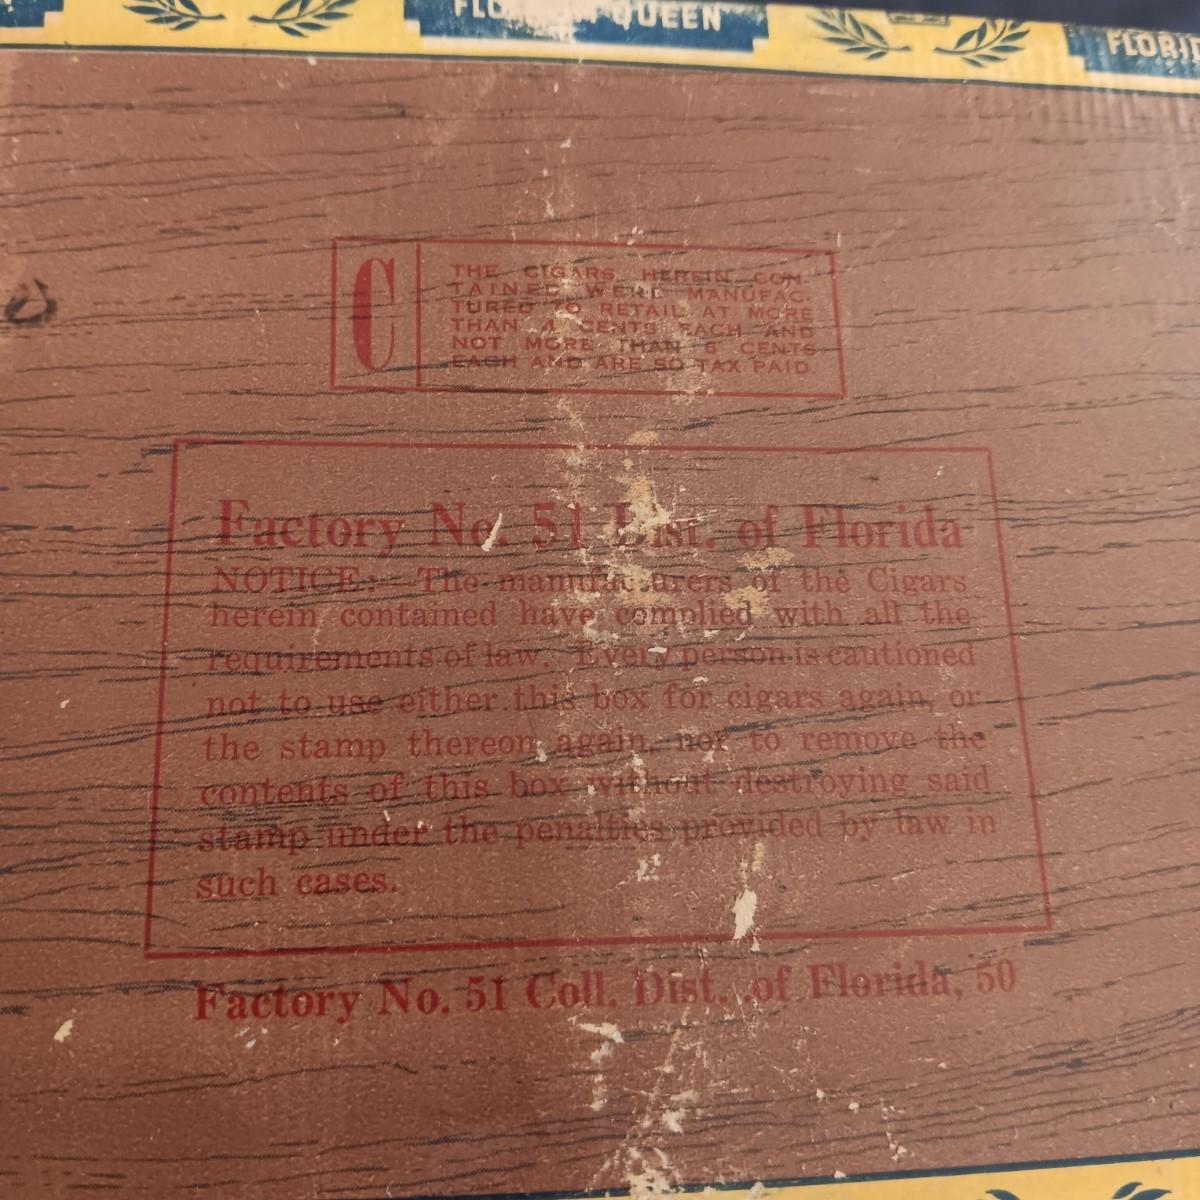 QUEEN
C
THE CIGARS HEREIN CON-
TAINED WERE MANUFAC-
TURED TO RETAIL AT MORE
THAN 4 CENTS EACH AND
NOT MORE THAN 6 CENTS
EACH AND ARE SO TAX PAID.
Factory No. 51 Dist. of Florida
NOTICE: The manufacturers of the Cigars
herein contained have complied with all the
requirements of law. Every person is cautioned
not to use either this box for cigars again, or
the stamp thereon again, nor to remove the
contents of this box without destroying said
stamp under the penalties provided by law in
such cases.
Factory No. 51 Coll. Dist. of Florida, 50